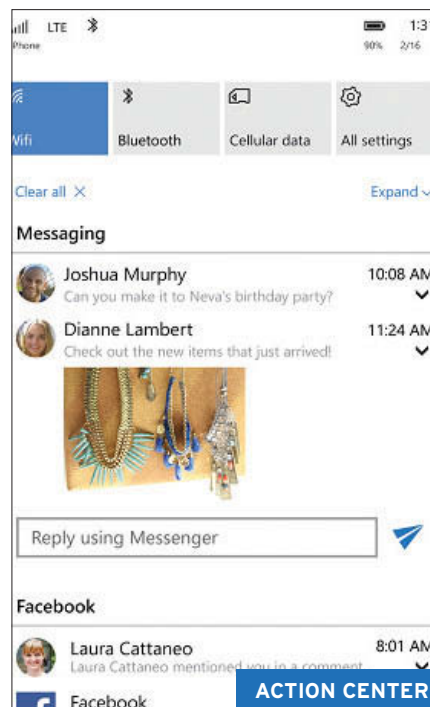 LTE
Phone
1:3
90% 2/16
Wifi Bluetooth Cellular data All settings
Clear all Expand
Messaging
Joshua Murphy 10:08 AM
Can you make it to Neva's birthday party?
Dianne Lambert 11:24 AM
Check out the new items that just arrived!
Reply using Messenger
Facebook
Laura Cattaneo 8:01 AM
Laura Cattaneo mentioned you in a comment
Facebook
ACTION CENTER